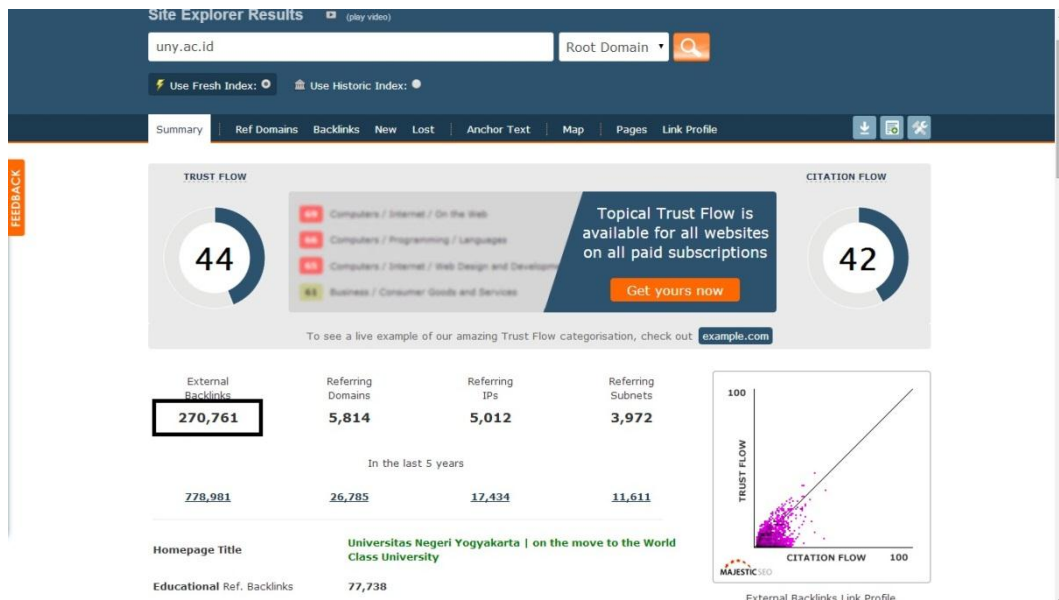 Site Explorer Results (play video)
uny.ac.id Root Domain
Use Fresh Index: Use Historic Index:
Summary Ref Domains Backlinks New Lost Anchor Text Map Pages Link Profile
FEEDBACK
TRUST FLOW
44
69 Computers / Internet / On the Web
66 Computers / Programming / Languages
65 Computers / Internet / Web Design and Developm
61 Business / Consumer Goods and Services
Topical Trust Flow is
available for all websites
on all paid subscriptions
Get yours now
CITATION FLOW
42
To see a live example of our amazing Trust Flow categorisation, check out example.com
External
Backlinks
270,761
Referring
Domains
5,814
Referring
IPs
5,012
Referring
Subnets
3,972
In the last 5 years
778,981 26,785 17,434 11,611
Homepage Title
Universitas Negeri Yogyakarta | on the move to the World
Class University
Educational Ref. Backlinks 77,738
100
TRUST FLOW
CITATION FLOW 100
MAJESTICSEO
External Backlinks Link Profile